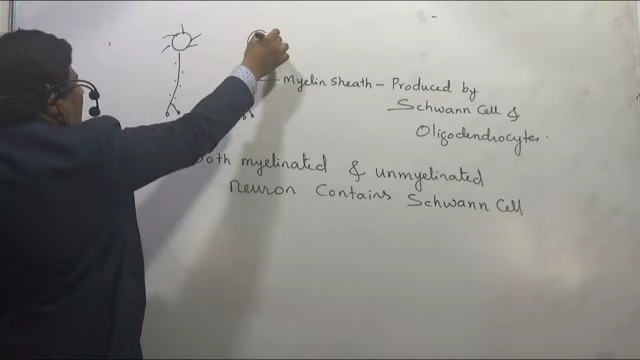 Myelin Sheath – Produced by
Schwann Cell &
Oligodendrocytes.
both myelinated & unmyelinated
neuron Contains Schwann Cell